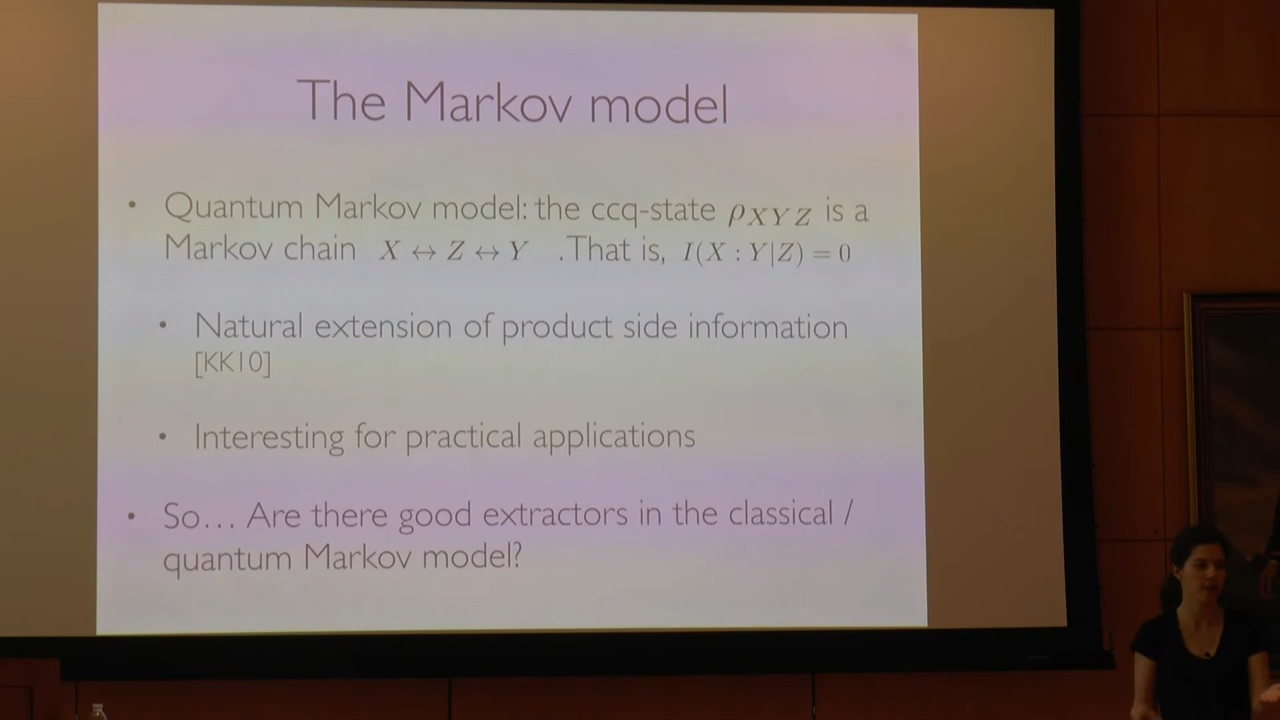 The Markov model
• Quantum Markov model: the ccq-state ρXYZ is a
Markov chain X ↔ Z ↔ Y . That is, I(X : Y|Z) = 0
• Natural extension of product side information
[KK10]
• Interesting for practical applications
• So… Are there good extractors in the classical /
quantum Markov model?